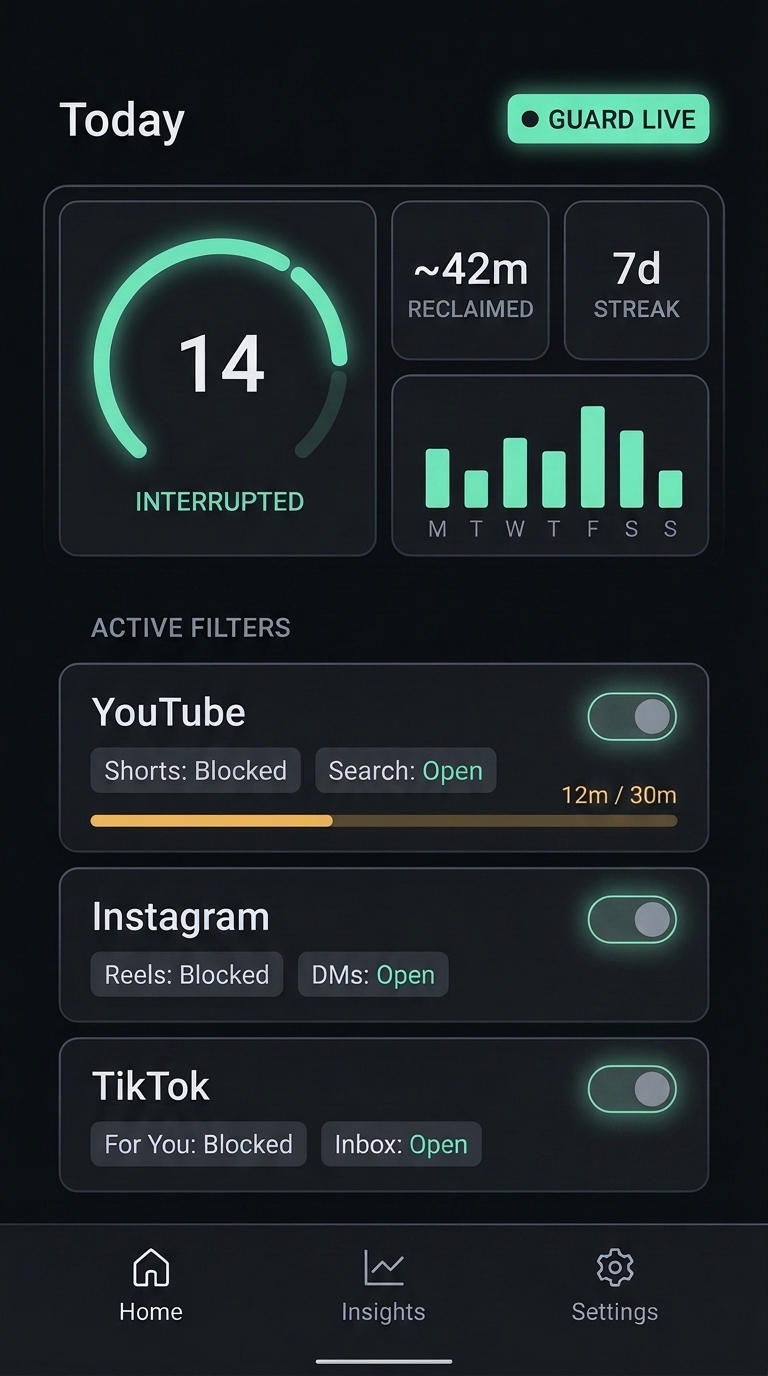 Today
GUARD LIVE
14
INTERRUPTED
~42m
RECLAIMED
7d
STREAK
M T W T F S S
ACTIVE FILTERS
YouTube
Shorts: Blocked
Search: Open
12m / 30m
Instagram
Reels: Blocked
DMs: Open
TikTok
For You: Blocked
Inbox: Open
Home
Insights
Settings